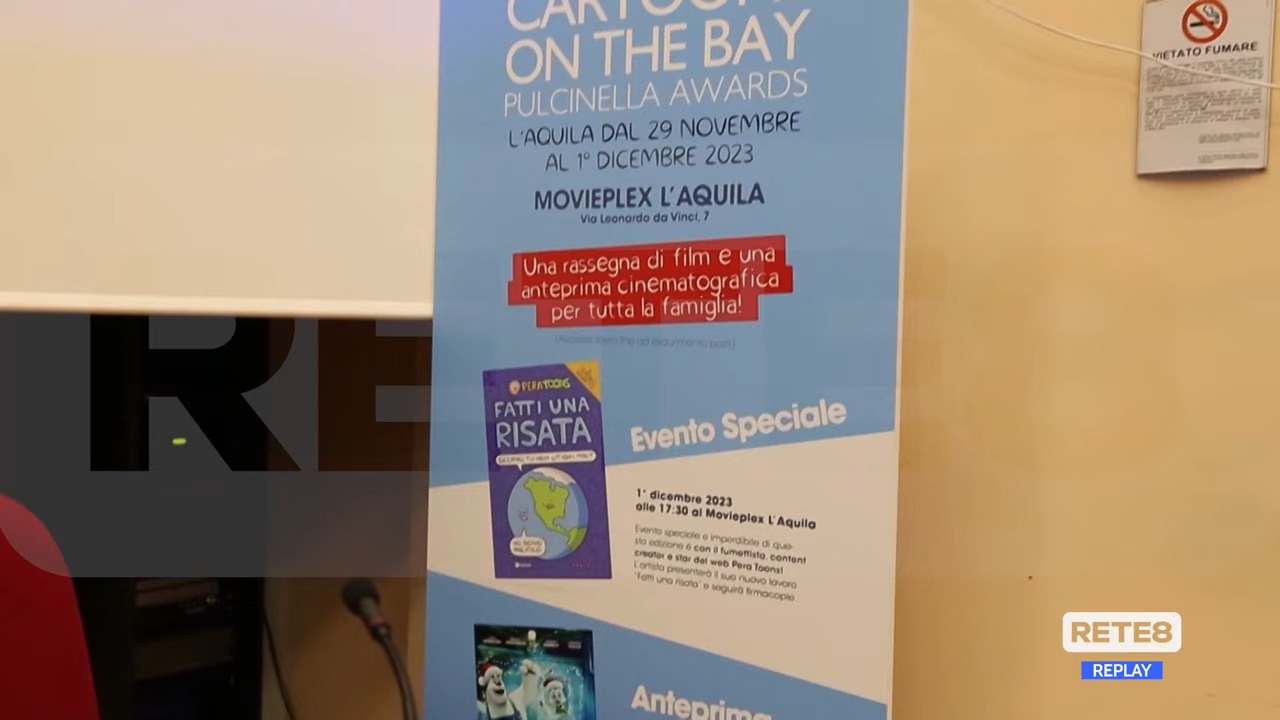 CARTOON
ON THE BAY
PULCINELLA AWARDS
L'AQUILA DAL 29 NOVEMBRE
AL 1° DICEMBRE 2023
MOVIEPLEX L'AQUILA
Via Leonardo da Vinci, 7
Una rassegna di film e una
anteprima cinematografica
per tutta la famiglia!
PERA TOONS
FATTI UNA
RISATA
Evento Speciale
1° dicembre 2023
alle 17:30 al Movieplex L'Aquila
Evento speciale e imperdibile di que-
sta edizione è con il fumettista, content
creator e star del web Pera Toons!
L'artista presenterà il suo nuovo lavoro
"Fatti una risata" e seguirà firmacopie
Anteprima
VIETATO FUMARE
RE
RETE8
REPLAY